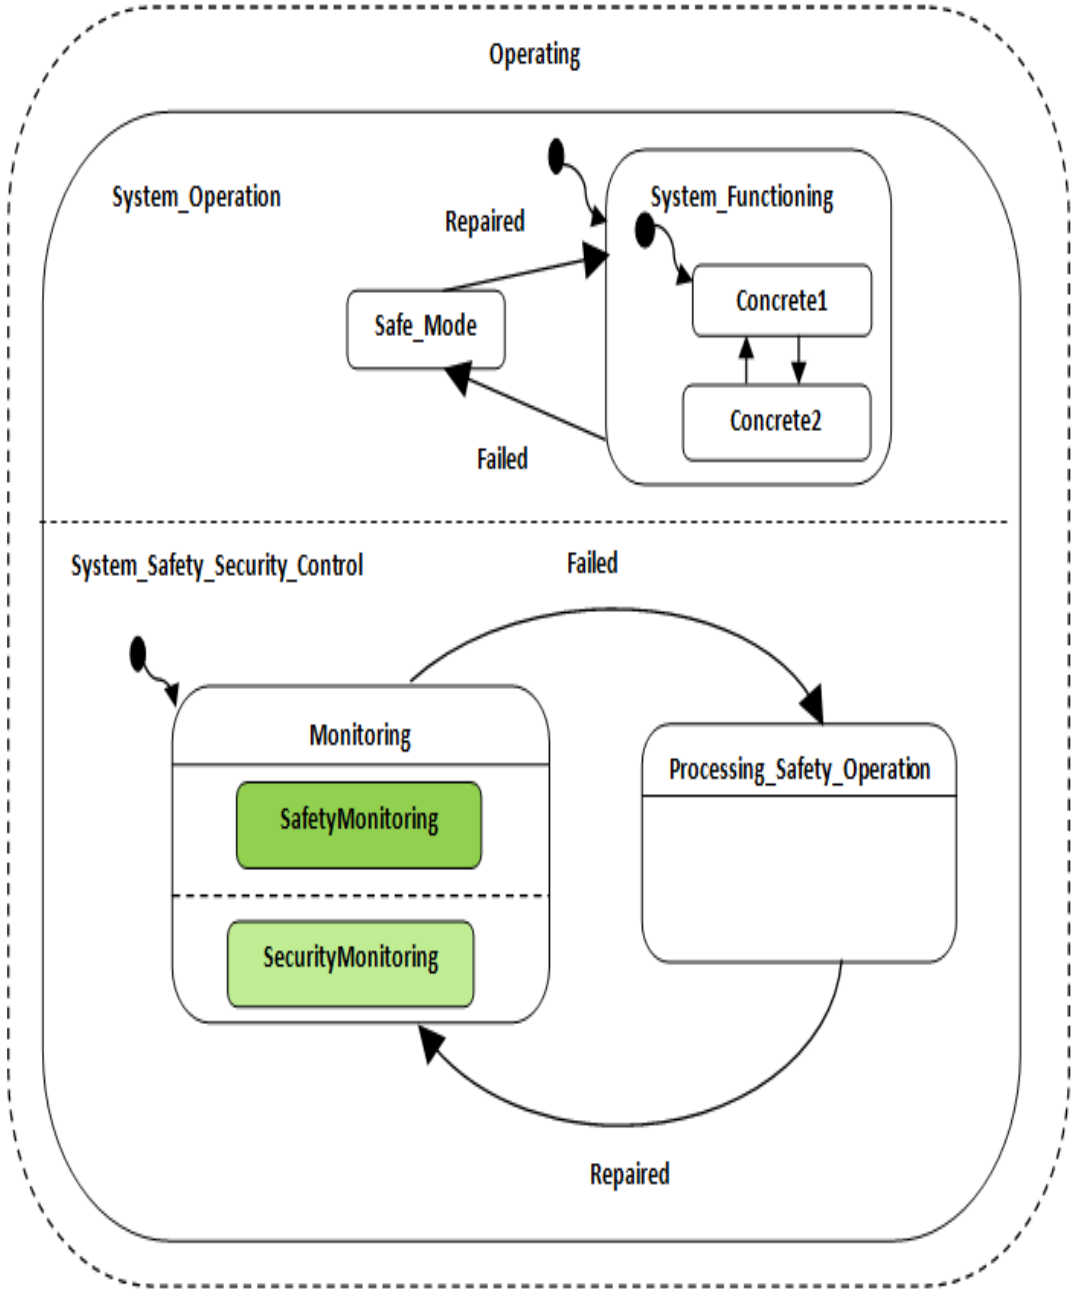 Operating
System_Operation
System_Functioning
Repaired
Concrete1
Safe_Mode
Concrete2
Failed
System_Safety_Security_Control
Failed
Monitoring
Processing_Safety_Operation
SafetyMonitoring
SecurityMonitoring
Repaired